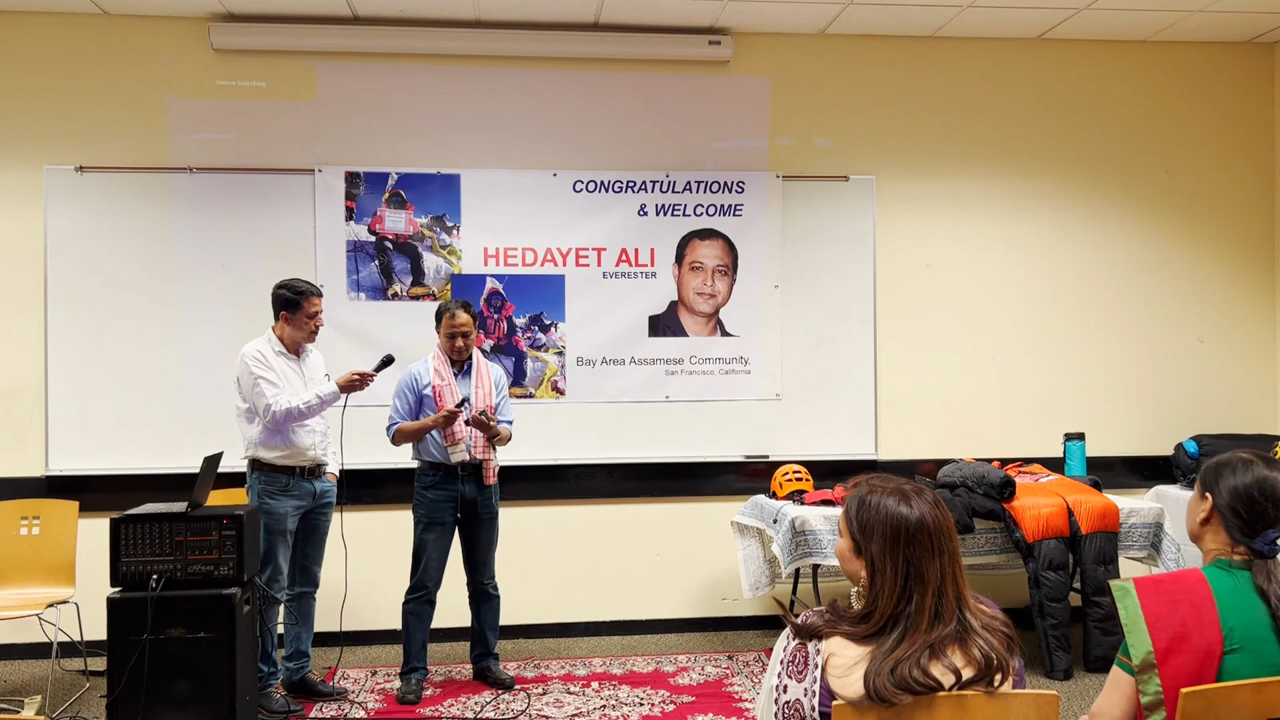 CONGRATULATIONS
& WELCOME
HEDAYET ALI
EVERESTER
Bay Area Assamese Community,
San Francisco, California